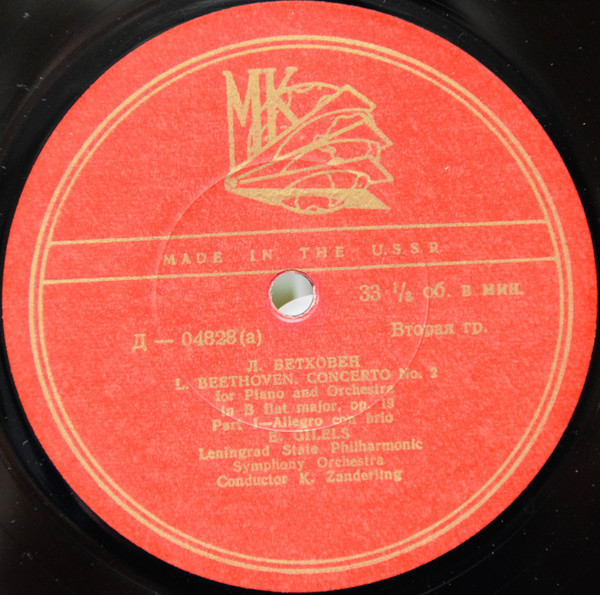 МК
MADE IN THE U.S.S.R
33 1/3 об. в мин.
Д — 04828(а)
Вторая гр.
Л. БЕТХОВЕН
L. BEETHOVEN. CONCERTO No. 2
for Piano and Orchestra
in B flat major, op. 19
Part I—Allegro con brio
E. GILELS
Leningrad State Philharmonic
Symphony Orchestra
Conductor K. Zanderling